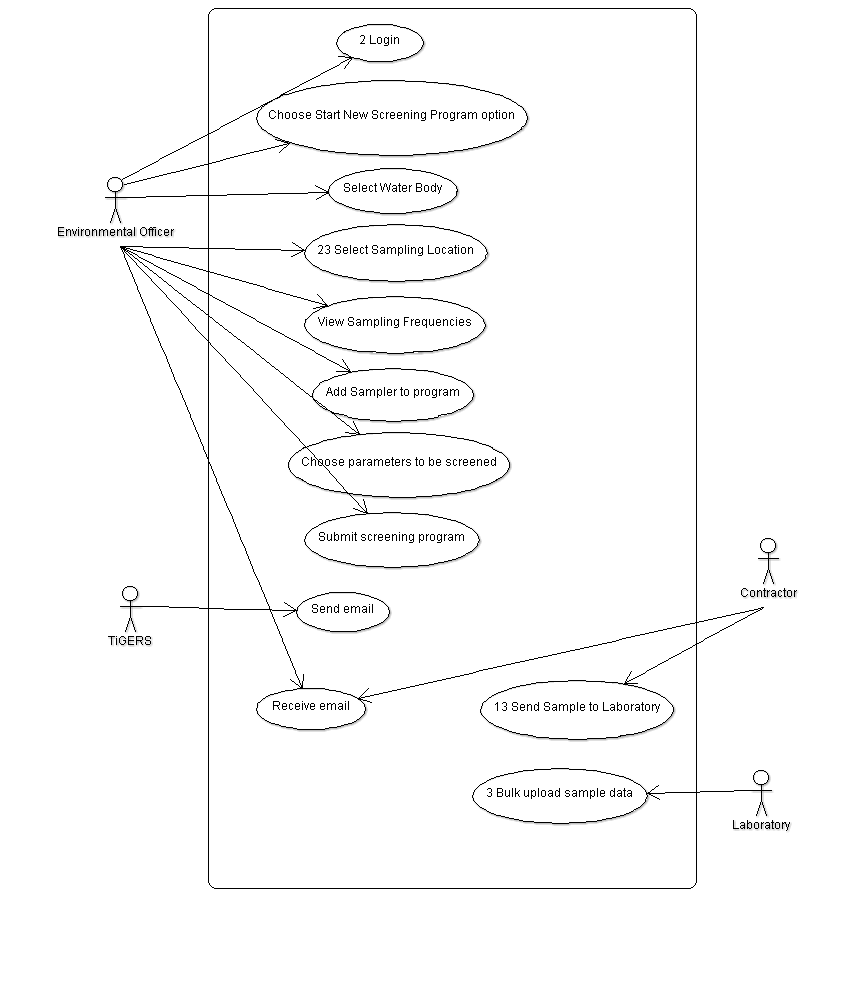 2 Login
Choose Start New Screening Program option
Select Water Body
Environmental Officer
23 Select Sampling Location
View Sampling Frequencies
Add Sampler to program
Choose parameters to be screened
Submit screening program
Contractor
Send email
TiGERS
Receive email
13 Send Sample to Laboratory
3 Bulk upload sample data
Laboratory